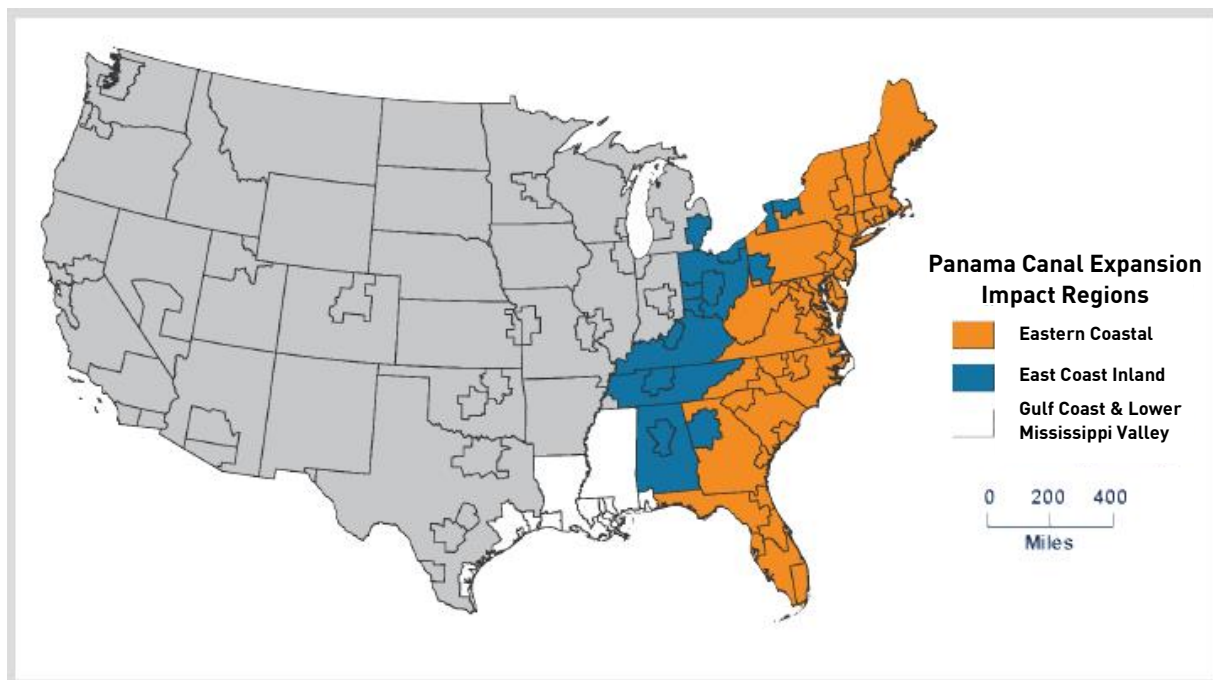 Panama Canal Expansion
Impact Regions
Eastern Coastal
East Coast Inland
Gulf Coast & Lower
Mississippi Valley
0 200 400
Miles